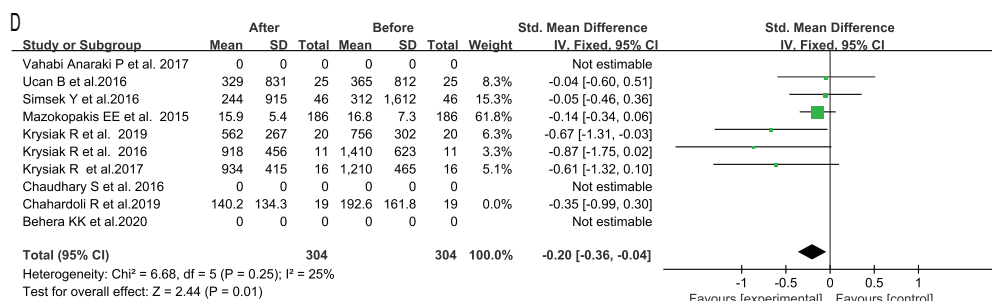 D
After Before Std. Mean Difference Std. Mean Difference
Study or Subgroup Mean SD Total Mean SD Total Weight IV, Fixed, 95% CI IV, Fixed, 95% CI
Vahabi Anaraki P et al. 2017 0 0 0 0 0 0 Not estimable
Ucan B et al.2016 329 831 25 365 812 25 8.3% -0.04 [-0.60, 0.51]
Simsek Y et al.2016 244 915 46 312 1,612 46 15.3% -0.05 [-0.46, 0.36]
Mazokopakis EE et al. 2015 15.9 5.4 186 16.8 7.3 186 61.8% -0.14 [-0.34, 0.06]
Krysiak R et al. 2019 562 267 20 756 302 20 6.3% -0.67 [-1.31, -0.03]
Krysiak R et al. 2016 918 456 11 1,410 623 11 3.3% -0.87 [-1.75, 0.02]
Krysiak R et al.2017 934 415 16 1,210 465 16 5.1% -0.61 [-1.32, 0.10]
Chaudhary S et al. 2016 0 0 0 0 0 0 Not estimable
Chahardoli R et al.2019 140.2 134.3 19 192.6 161.8 19 0.0% -0.35 [-0.99, 0.30]
Behera KK et al.2020 0 0 0 0 0 0 Not estimable
Total (95% CI) 304 304 100.0% -0.20 [-0.36, -0.04]
Heterogeneity: Chi² = 6.68, df = 5 (P = 0.25); I² = 25%
Test for overall effect: Z = 2.44 (P = 0.01)
-1 -0.5 0 0.5 1
Favours [experimental] Favours [control]